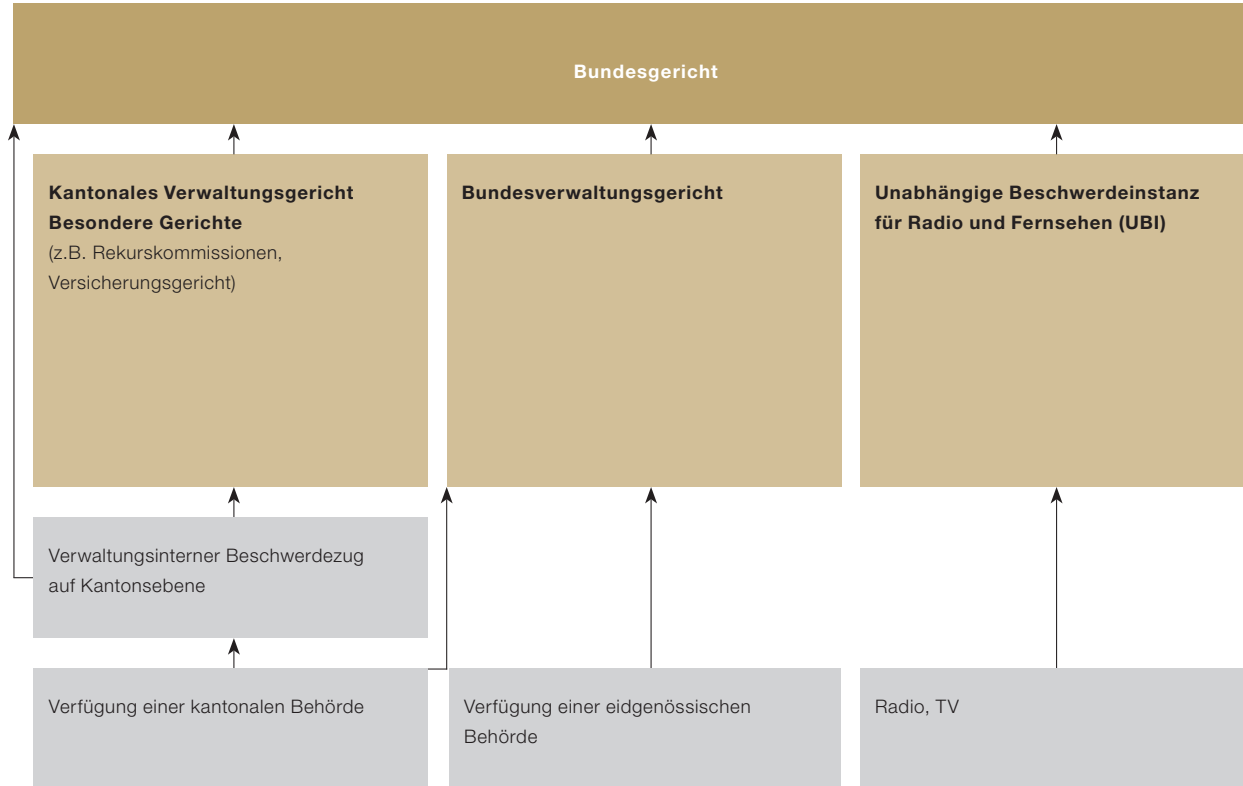 Bundesgericht
Kantonales Verwaltungsgericht
Besondere Gerichte
(z.B. Rekurskommissionen,
Versicherungsgericht)
Bundesverwaltungsgericht
Unabhängige Beschwerdeinstanz
für Radio und Fernsehen (UBI)
Verwaltungsinterner Beschwerdezug
auf Kantonsebene
Verfügung einer kantonalen Behörde
Verfügung einer eidgenössischen
Behörde
Radio, TV